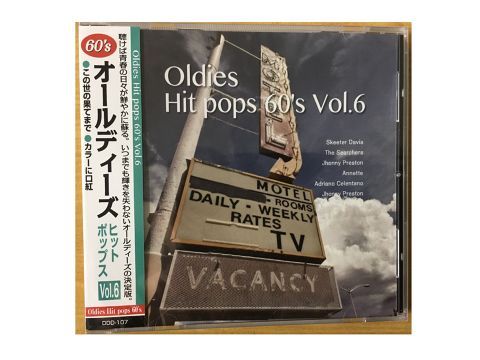 60's
オールディーズ
ヒット
ポップス
Vol.6
●この世の果てまで ●カラーに口紅
聴けば青春の日々が鮮やかに蘇る。いつまでも輝きを失わないオールディーズの決定版。
Oldies Hit pops 60's Vol.6
Oldies Hit pops 60's
ODD-107
Oldies
Hit pops 60's Vol.6
Skeeter Davis
The Searchers
Jhonny Preston
Annette
Adriano Celentano
Jhonny Preston
MOTEL
MOTEL
ROOMS
DAILY - WEEKLY
RATES
TV
VACANCY